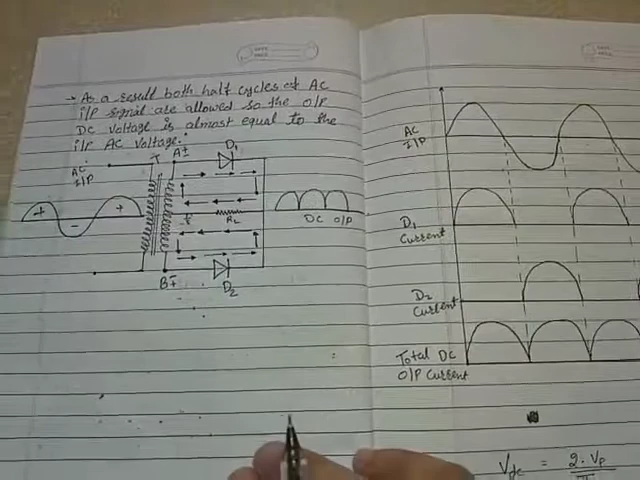 → As a result both half cycles of AC
i/p signal are allowed so the O/P
DC voltage is almost equal to the
i/p AC voltage.
AC
I/P
T
A±
D1
+
-
+
RL
DC O/P
B∓
D2
AC
I/P
D1
Current
D2
Current
Total DC
O/P Current
Vdc = 2.Vp